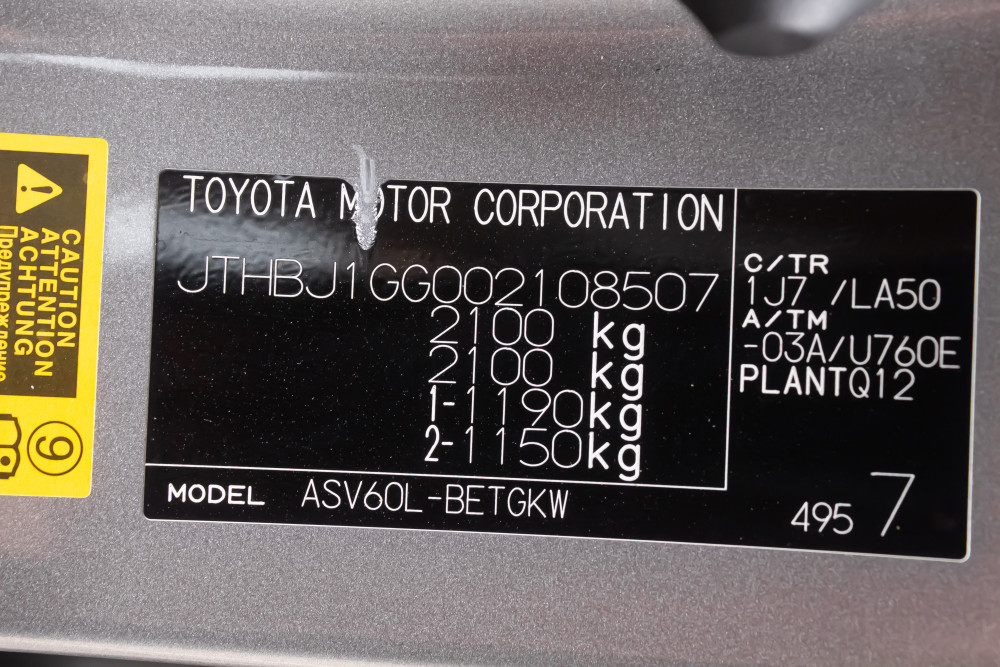 TOYOTA MOTOR CORPORATION
JTHBJ1GG002108507
2100 kg
2100 kg
1-1190kg
2-1150kg
MODEL ASV60L-BETGKW
C/TR
1J7 /LA50
A/TM
-03A/U760E
PLANTQ12
495 7
CAUTION
ATTENTION
ACHTUNG
Предупреждение
9